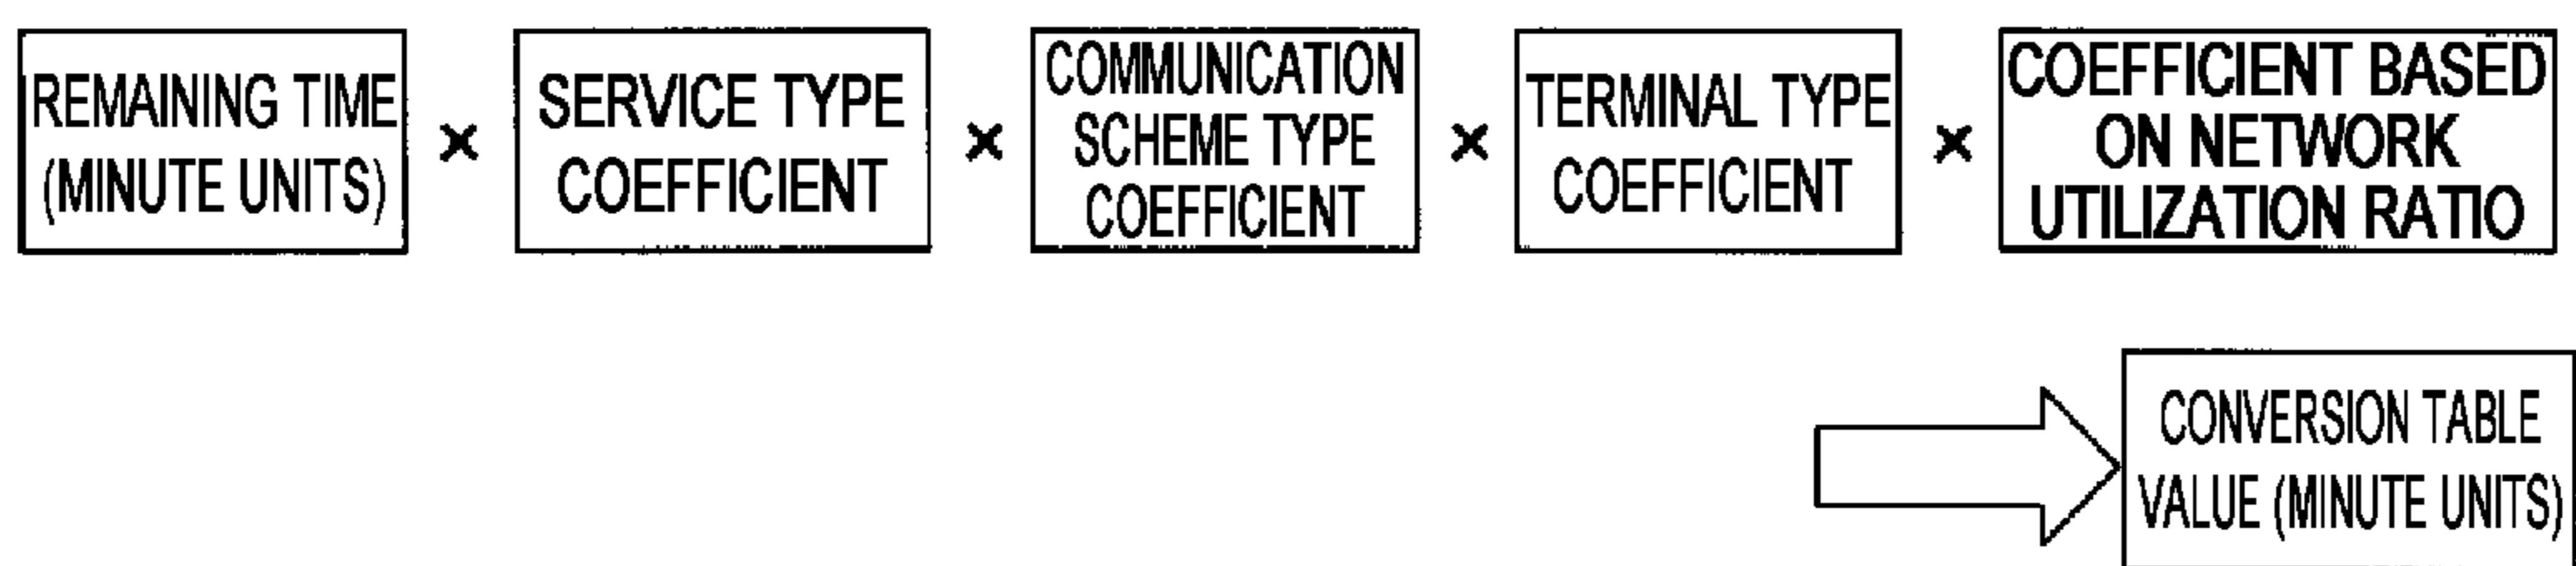 REMAINING TIME
(MINUTE UNITS)
×
SERVICE TYPE
COEFFICIENT
×
COMMUNICATION
SCHEME TYPE
COEFFICIENT
×
TERMINAL TYPE
COEFFICIENT
×
COEFFICIENT BASED
ON NETWORK
UTILIZATION RATIO
CONVERSION TABLE
VALUE (MINUTE UNITS)